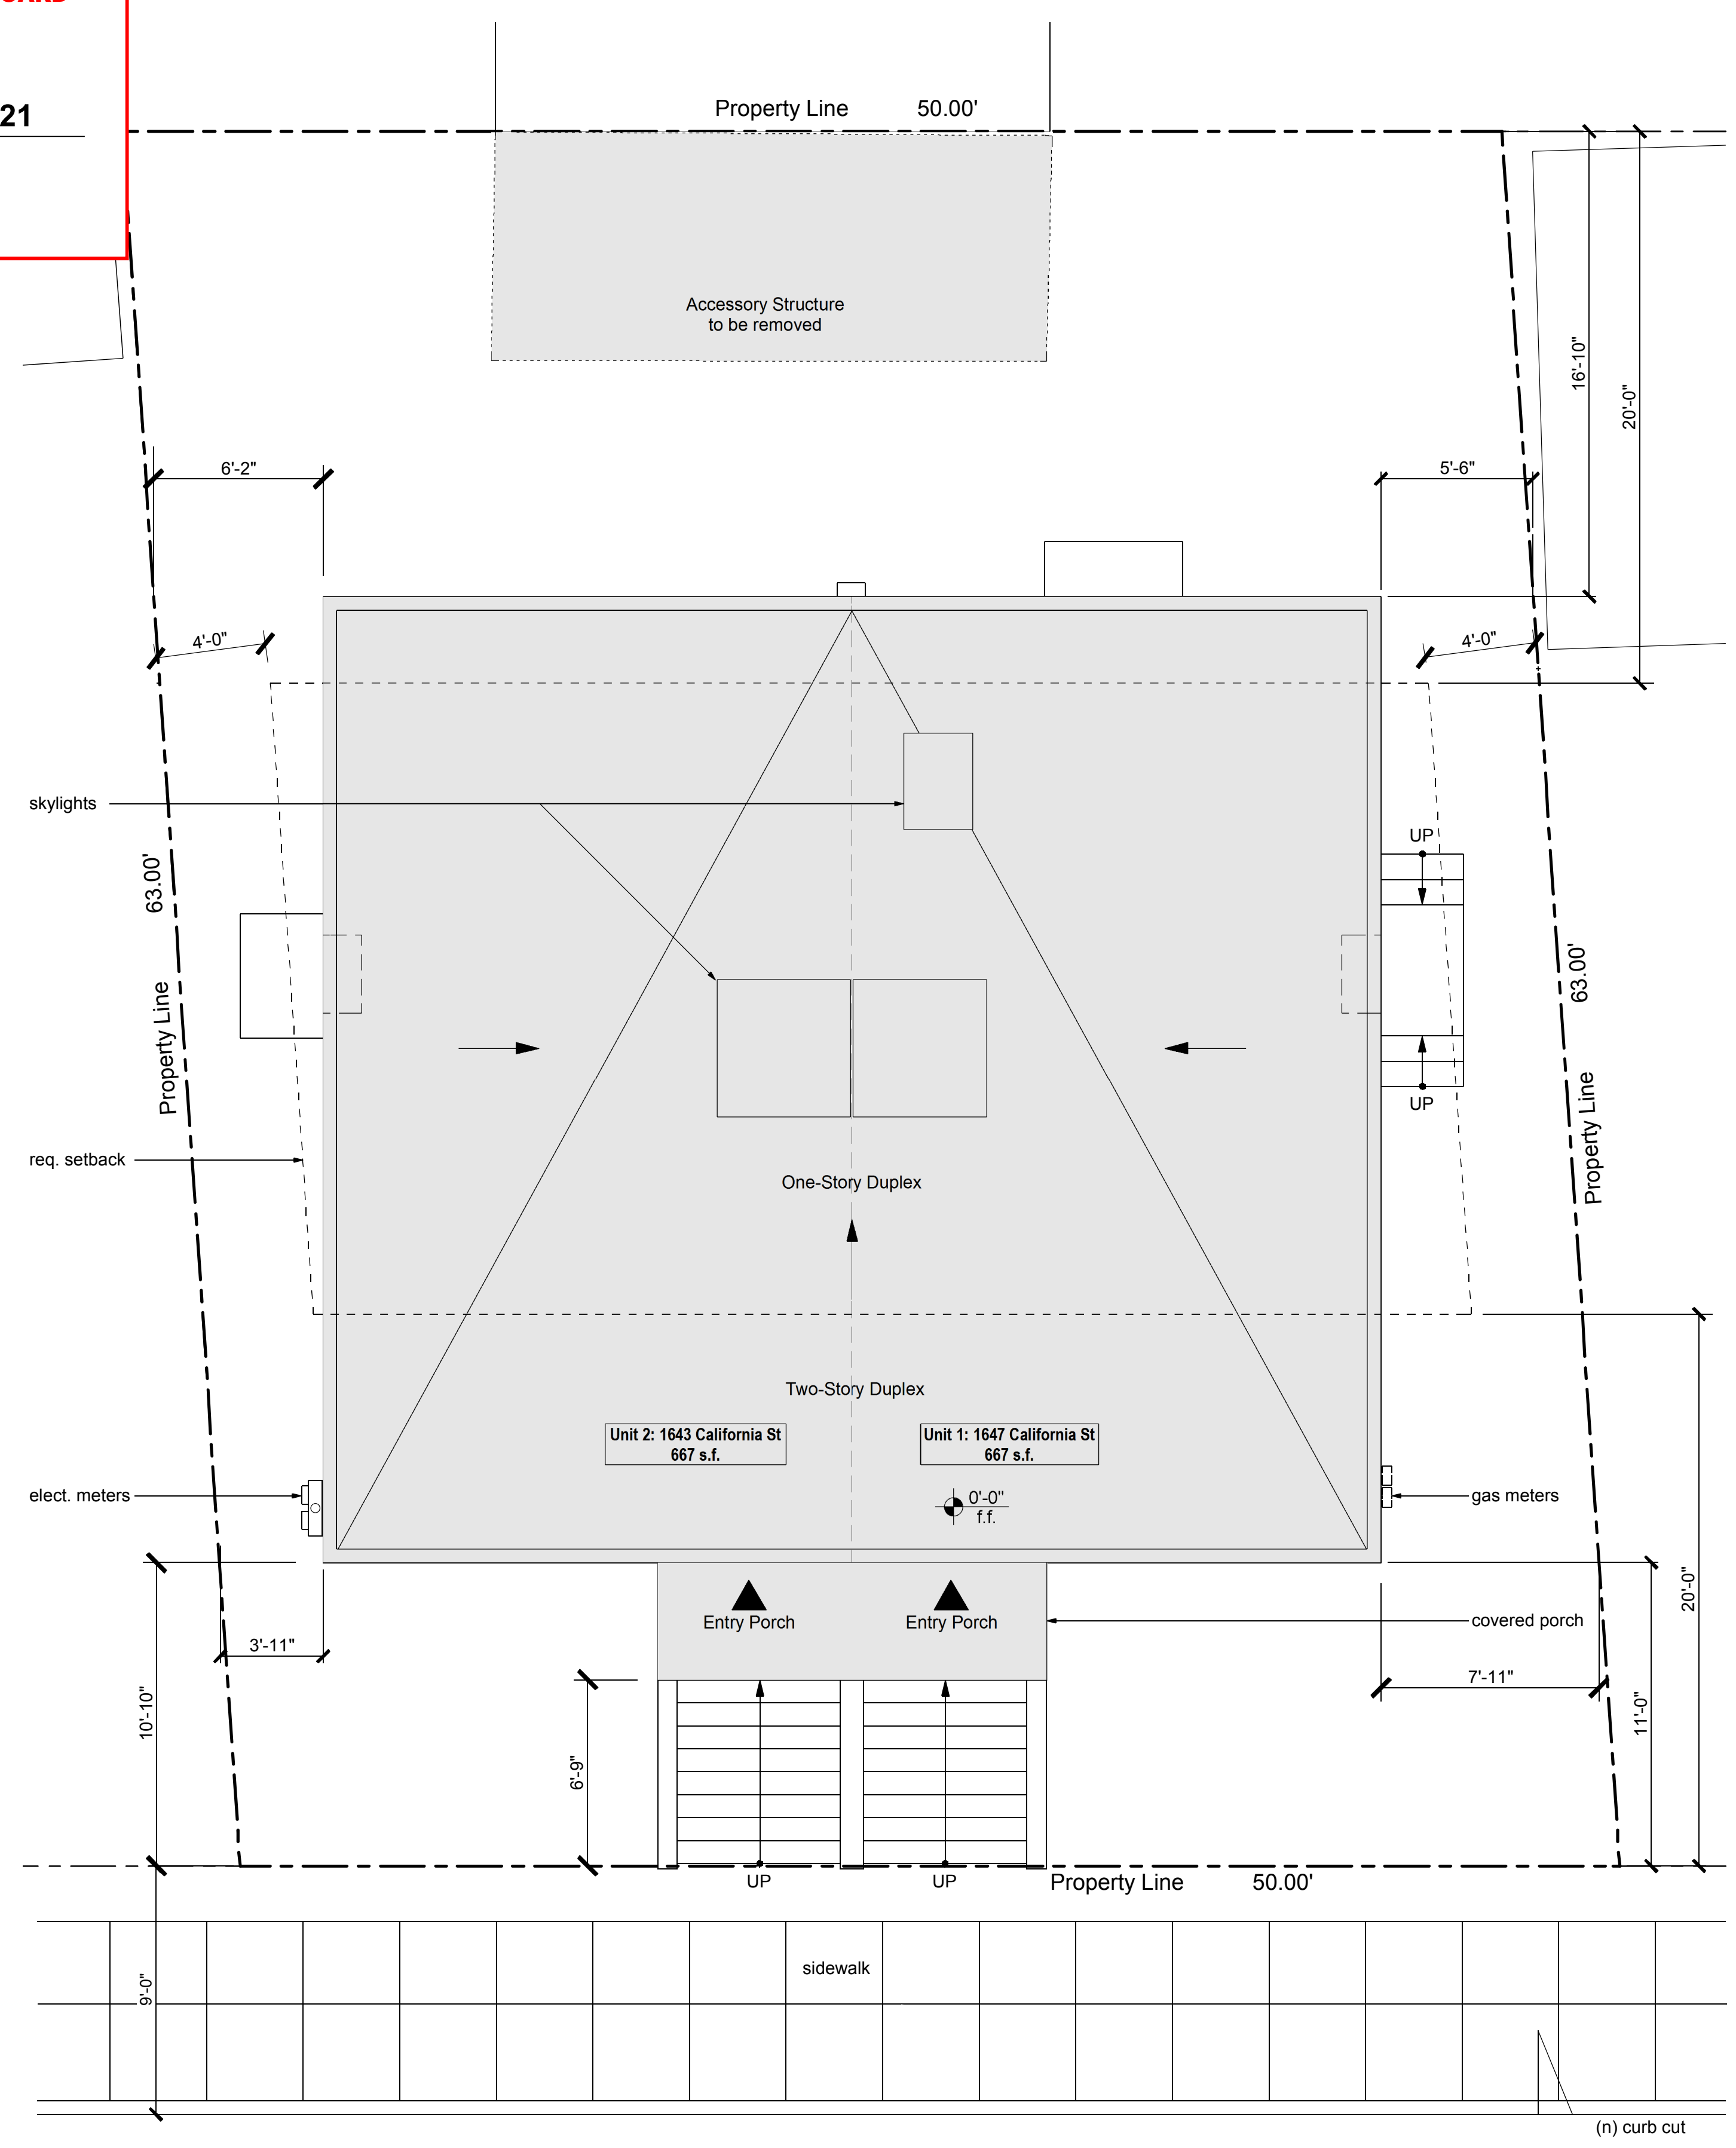 21
Property Line 50.00'
Accessory Structure
to be removed
16'-10"
20'-0"
6'-2"
5'-6"
4'-0"
4'-0"
skylights
UP
63.00'
63.00'
Property Line
Property Line
UP
req. setback
One-Story Duplex
Two-Story Duplex
Unit 2: 1643 California St
667 s.f.
Unit 1: 1647 California St
667 s.f.
elect. meters
0'-0"
f.f.
gas meters
Entry Porch
Entry Porch
covered porch
20'-0"
3'-11"
7'-11"
10'-10"
11'-0"
6'-9"
UP
UP
Property Line 50.00'
sidewalk
9'-0"
(n) curb cut